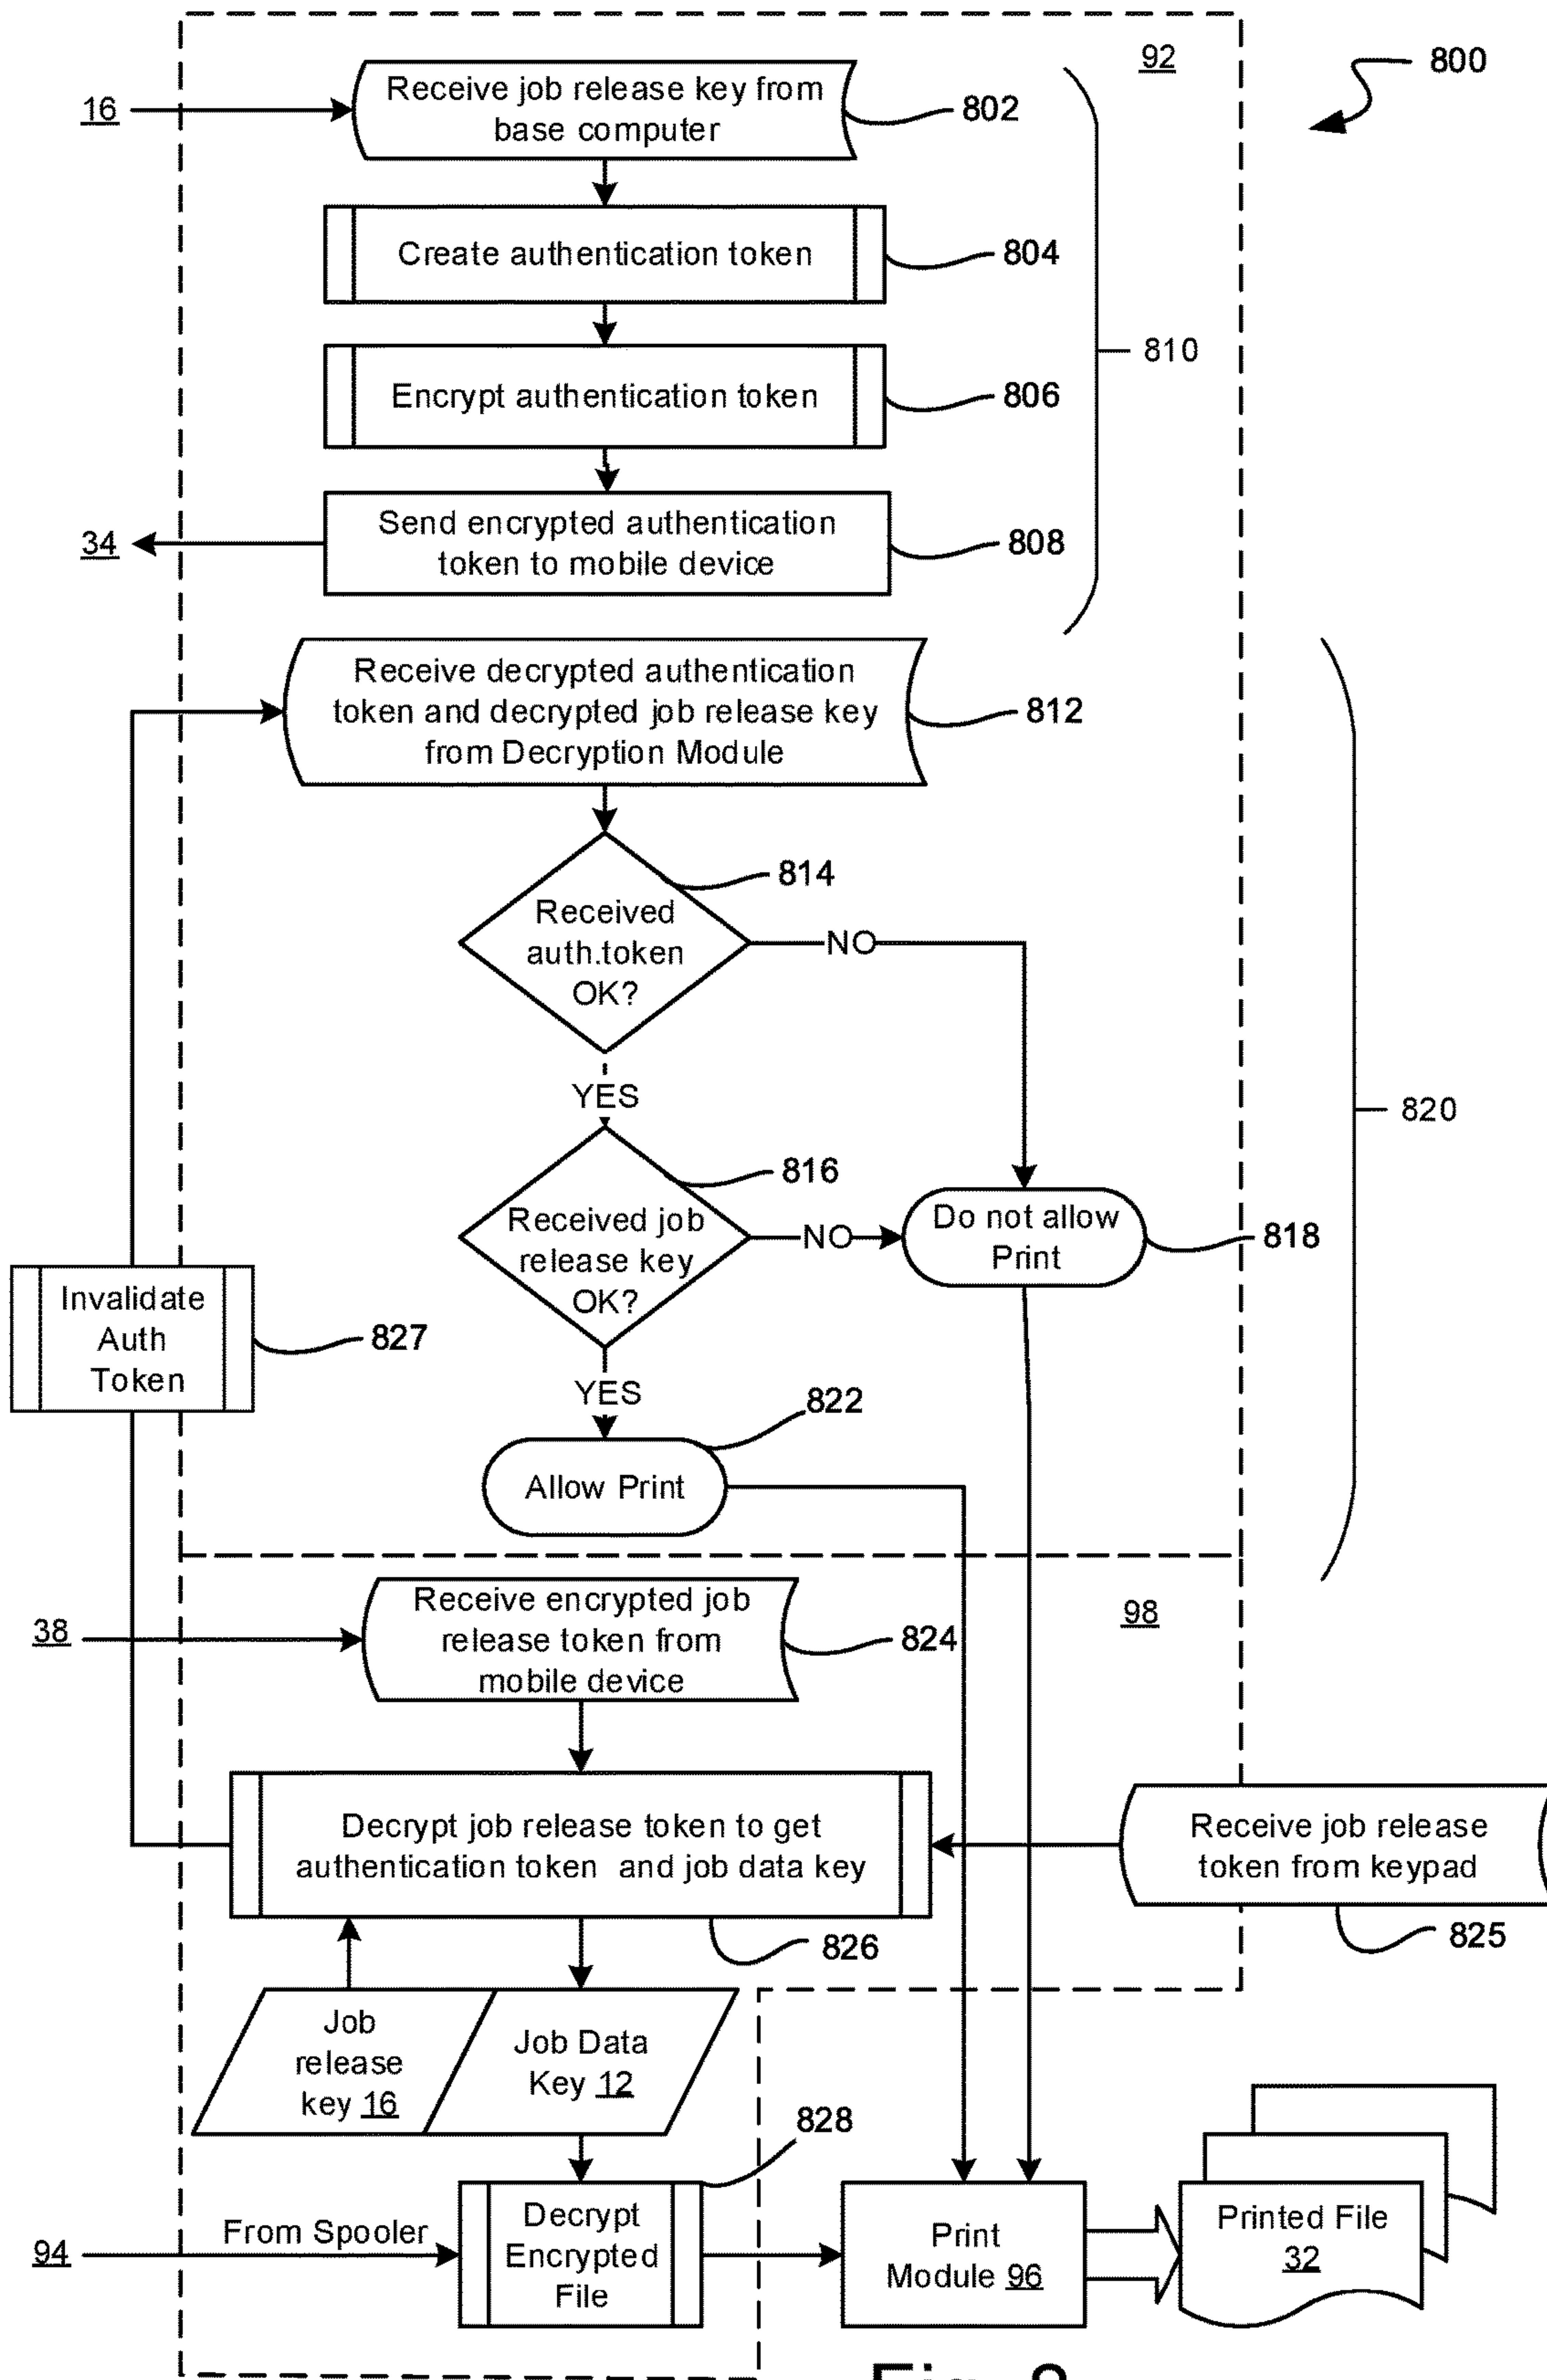 92
800
16
Receive job release key from
base computer
802
Create authentication token
804
810
Encrypt authentication token
806
34
Send encrypted authentication
token to mobile device
808
Receive decrypted authentication
token and decrypted job release key
from Decryption Module
812
814
Received
auth.token
OK?
NO
YES
820
816
Received job
release key
OK?
NO
Do not allow
Print
818
Invalidate
Auth
Token
827
YES
822
Allow Print
38
Receive encrypted job
release token from
mobile device
824
98
Decrypt job release token to get
authentication token and job data key
826
Receive job release
token from keypad
825
Job
release
key 16
Job Data
Key 12
828
94
From Spooler
Decrypt
Encrypted
File
Print
Module 96
Printed File
32